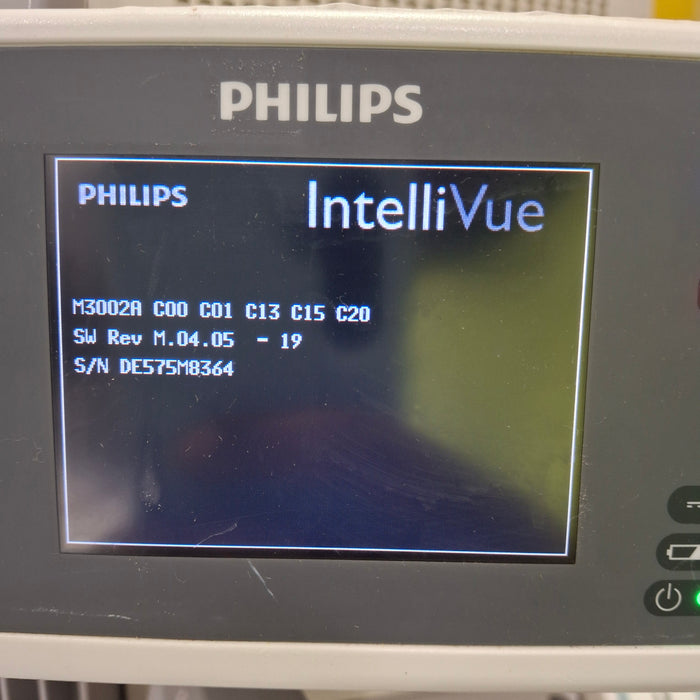 PHILIPS
PHILIPS IntelliVue
M3002A C00 C01 C13 C15 C20
SW Rev M.04.05 - 19
S/N DE575M8364